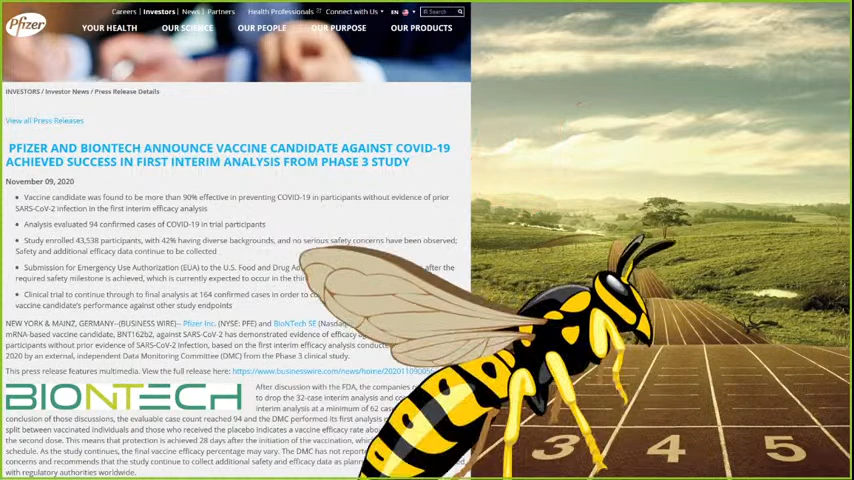 Careers | Investors | News | Partners Health Professionals Connect with Us EN Search
Pfizer
YOUR HEALTH OUR SCIENCE OUR PEOPLE OUR PURPOSE OUR PRODUCTS
INVESTORS / Investor News / Press Release Details
View all Press Releases
PFIZER AND BIONTECH ANNOUNCE VACCINE CANDIDATE AGAINST COVID-19
ACHIEVED SUCCESS IN FIRST INTERIM ANALYSIS FROM PHASE 3 STUDY
November 09, 2020
• Vaccine candidate was found to be more than 90% effective in preventing COVID-19 in participants without evidence of prior
SARS-CoV-2 infection in the first interim efficacy analysis
• Analysis evaluated 94 confirmed cases of COVID-19 in trial participants
• Study enrolled 43,538 participants, with 42% having diverse backgrounds, and no serious safety concerns have been observed;
Safety and additional efficacy data continue to be collected
• Submission for Emergency Use Authorization (EUA) to the U.S. Food and Drug after the
required safety milestone is achieved, which is currently expected to occur in the
• Clinical trial to continue through to final analysis at 164 confirmed cases in order to
vaccine candidate's performance against other study endpoints
NEW YORK & MAINZ, GERMANY--(BUSINESS WIRE)-- Pfizer Inc. (NYSE: PFE) and BioNTech SE
mRNA-based vaccine candidate, BNT162b2, against SARS-CoV-2 has demonstrated evidence of efficacy
participants without prior evidence of SARS-CoV-2 infection, based on the first interim efficacy analysis
2020 by an external, independent Data Monitoring Committee (DMC) from the Phase 3 clinical study.
This press release features multimedia. View the full release here: https://www.businesswire.com/news/home/20201109005
BIONTECH
After discussion with the FDA, the companies
to drop the 32-case interim analysis and
interim analysis at a minimum of 62
conclusion of those discussions, the evaluable case count reached 94 and the DMC performed its first analysis
split between vaccinated individuals and those who received the placebo indicates a vaccine efficacy rate
the second dose. This means that protection is achieved 28 days after the initiation of the vaccination,
schedule. As the study continues, the final vaccine efficacy percentage may vary. The DMC has not
concerns and recommends that the study continue to collect additional safety and efficacy data as
with regulatory authorities worldwide.
3 4 5